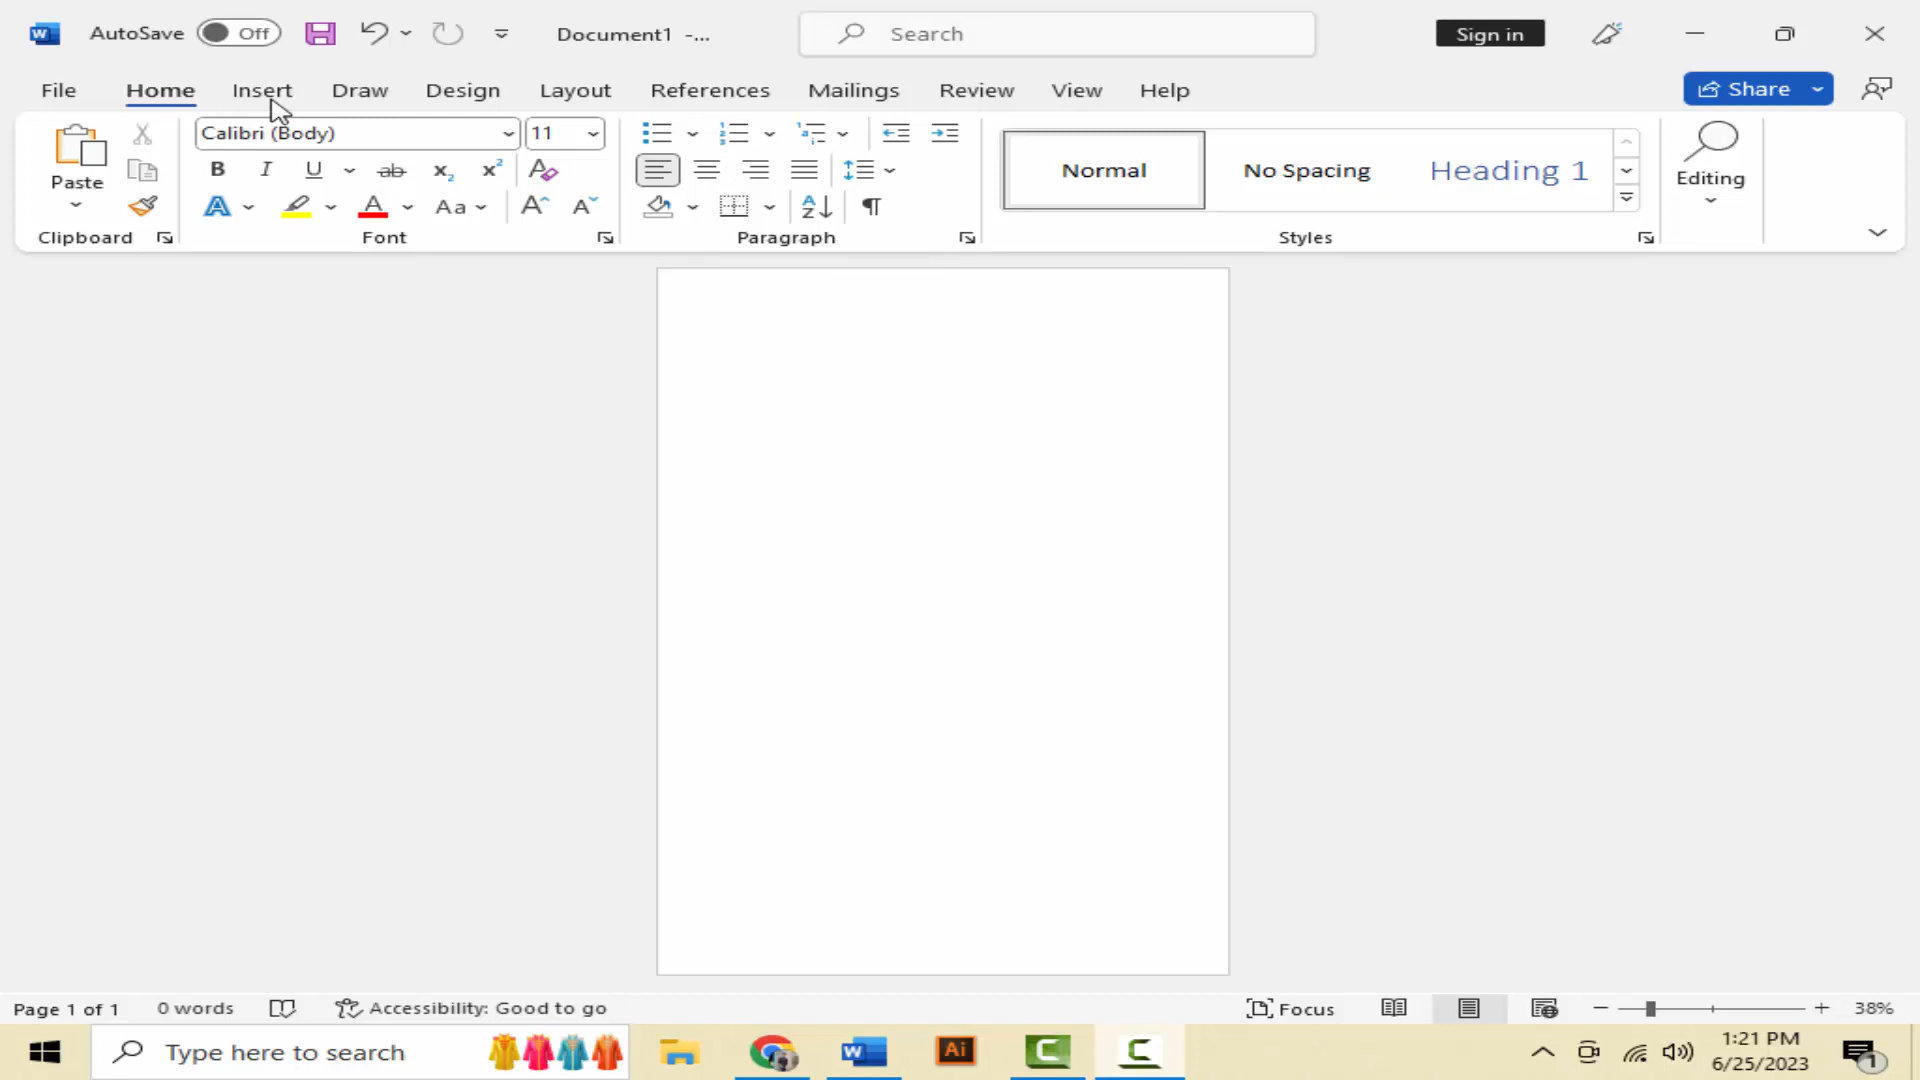 AutoSave Off Document1 -... Search Sign in
File Home Insert Draw Design Layout References Mailings Review View Help Share
Calibri (Body) 11
Paste
B I U ab x₂ x² A
A A Aa A A
Normal No Spacing Heading 1
Editing
Clipboard Font Paragraph Styles
Page 1 of 1 0 words Accessibility: Good to go Focus 38%
Type here to search
W Ai C C
1:21 PM
6/25/2023
1